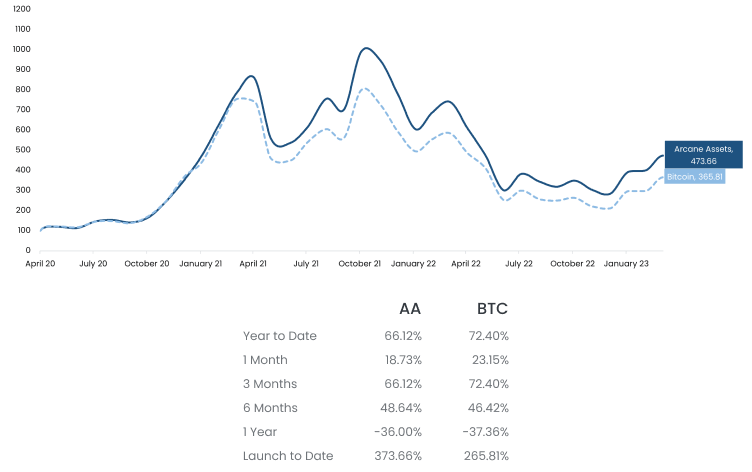 1200
1100
1000
900
800
700
600
500
400
300
200
100
0
Arcane Assets,
473.66
Bitcoin, 365.81
April 20 July 20 October 20 January 21 April 21 July 21 October 21 January 22 April 22 July 22 October 22 January 23
AA BTC
Year to Date 66.12% 72.40%
1 Month 18.73% 23.15%
3 Months 66.12% 72.40%
6 Months 48.64% 46.42%
1 Year -36.00% -37.36%
Launch to Date 373.66% 265.81%